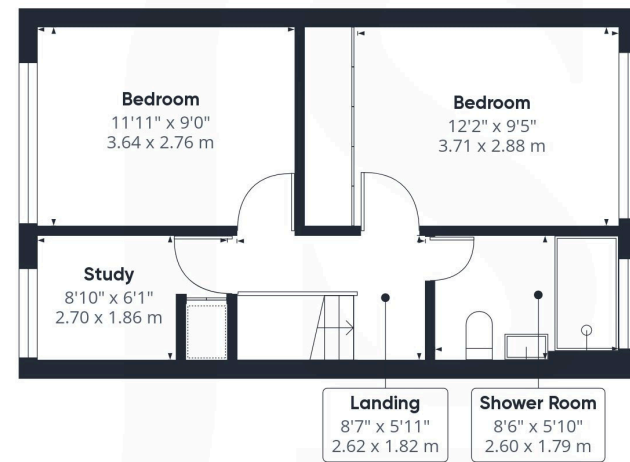 Bedroom
11'11" x 9'0"
3.64 x 2.76 m
Bedroom
12'2" x 9'5"
3.71 x 2.88 m
Study
8'10" x 6'1"
2.70 x 1.86 m
Landing
8'7" x 5'11"
2.62 x 1.82 m
Shower Room
8'6" x 5'10"
2.60 x 1.79 m